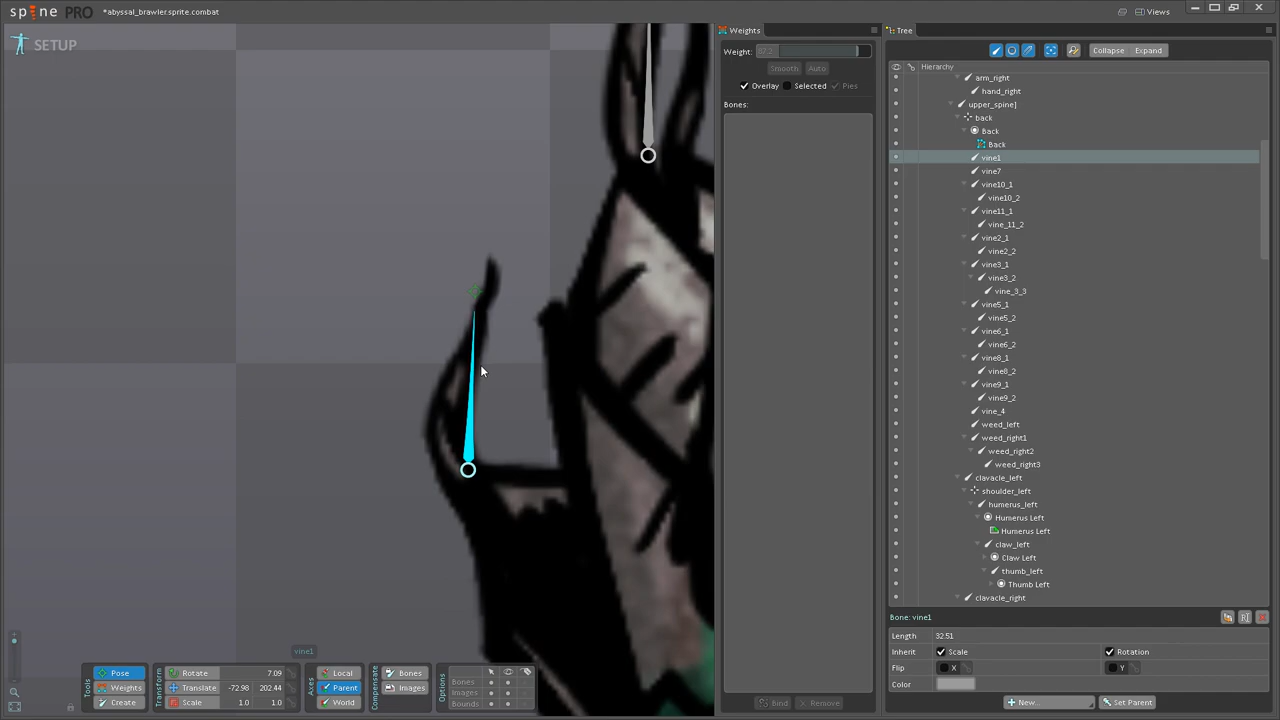 spine PRO *abyssal_brawler.sprite.combat Views
SETUP
Weights
Weight: 87.2
Smooth Auto
Overlay Selected Pies
Bones:
Bind Remove
Tree
Collapse Expand
Hierarchy
arm_right
hand_right
upper_spine]
back
Back
Back
vine1
vine7
vine10_1
vine10_2
vine11_1
vine_11_2
vine2_1
vine2_2
vine3_1
vine3_2
vine_3_3
vine5_1
vine5_2
vine6_1
vine6_2
vine8_1
vine8_2
vine9_1
vine9_2
vine_4
weed_left
weed_right1
weed_right2
weed_right3
clavacle_left
shoulder_left
humerus_left
Humerus Left
Humerus Left
claw_left
Claw Left
thumb_left
Thumb Left
clavacle_right
Bone: vine1
Length 32.51
Inherit Scale Rotation
Flip X Y
Color
New... Set Parent
vine1
Tools
Pose
Weights
Create
Transform
Rotate 7.09
Translate -72.98 202.44
Scale 1.0 1.0
Axes
Local
Parent
World
Compensate
Bones
Images
Options
Bones
Images
Bounds